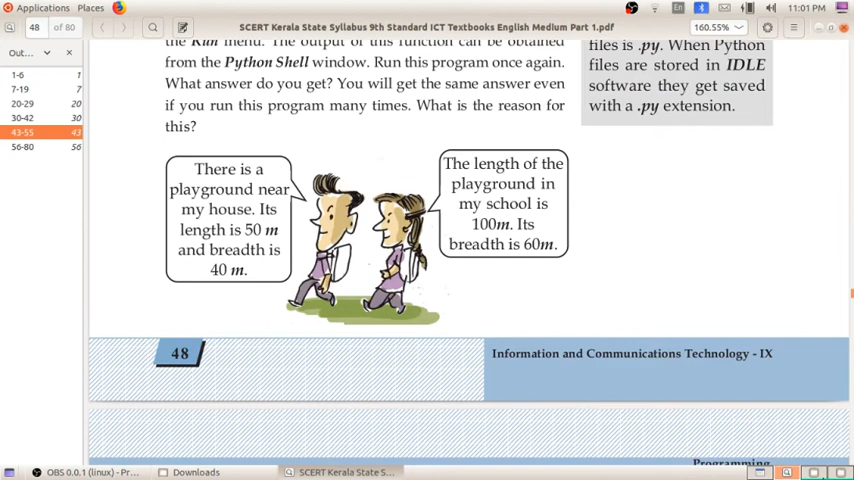 Applications Places
En
11:01 PM
48 of 80
SCERT Kerala State Syllabus 9th Standard ICT Textbooks English Medium Part 1.pdf
160.55%
Out...
1-6 1
7-19 7
20-29 20
30-42 30
43-55 43
56-80 56
the Run menu. The output of this function can be obtained
from the Python Shell window. Run this program once again.
What answer do you get? You will get the same answer even
if you run this program many times. What is the reason for
this?
files is .py. When Python
files are stored in IDLE
software they get saved
with a .py extension.
There is a
playground near
my house. Its
length is 50 m
and breadth is
40 m.
The length of the
playground in
my school is
100m. Its
breadth is 60m.
48
Information and Communications Technology - IX
Programming
OBS 0.0.1 (linux) - Pr...
Downloads
SCERT Kerala State S...